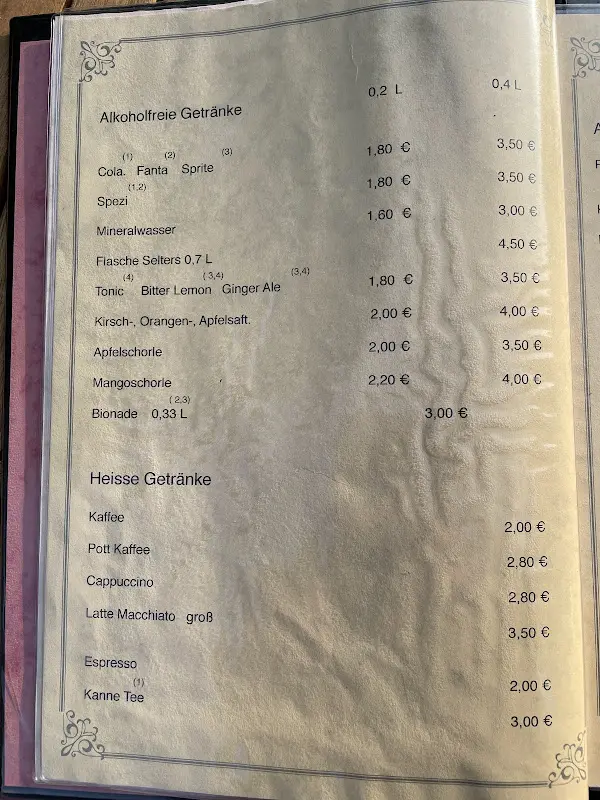 0,2 L 0,4 L
Alkoholfreie Getränke
(1) (2) (3)
Cola. Fanta Sprite 1,80 € 3,50 €
(1,2)
Spezi 1,80 € 3,50 €
Mineralwasser 1,60 € 3,00 €
Flasche Selters 0,7 L 4,50 €
(4) (3,4) (3,4)
Tonic Bitter Lemon Ginger Ale 1,80 € 3,50 €
Kirsch-, Orangen-, Apfelsaft. 2,00 € 4,00 €
Apfelschorle 2,00 € 3,50 €
Mangoschorle 2,20 € 4,00 €
(2,3)
Bionade 0,33 L 3,00 €
Heisse Getränke
Kaffee 2,00 €
Pott Kaffee 2,80 €
Cappuccino 2,80 €
Latte Macchiato groß 3,50 €
Espresso 2,00 €
(1)
Kanne Tee 3,00 €